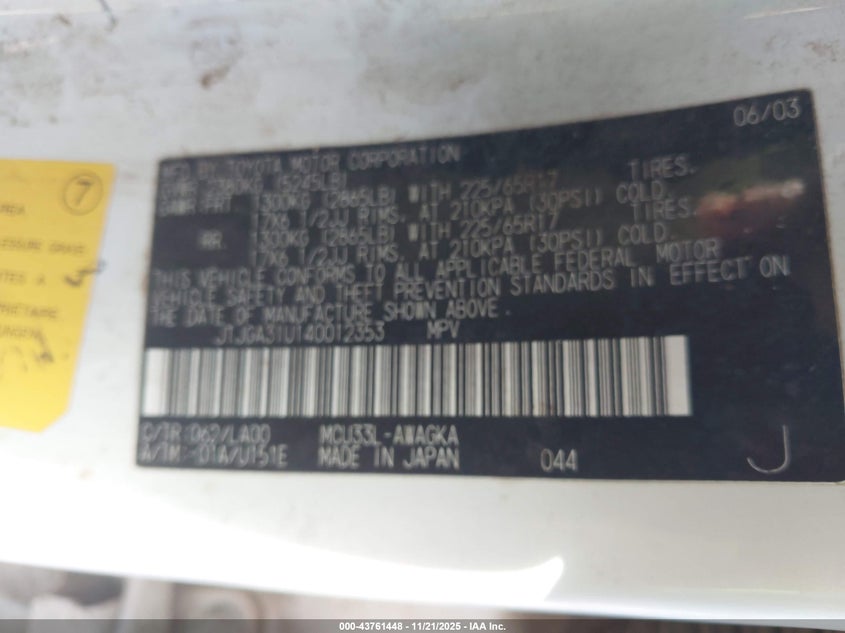 7
AREA
PRESSURE GRASE
RUNGEN
06/03
MFD BY: TOYOTA MOTOR CORPORATION
GVWR 2380KG (5245LB)
GAWR FRT 1300KG (2865LB) WITH 225/65R17 TIRES.
17X6 1/2JJ RIMS, AT 210KPA (30PSI) COLD.
RR 1300KG (2865LB) WITH 225/65R17 TIRES.
17X6 1/2JJ RIMS, AT 210KPA (30PSI) COLD.
THIS VEHICLE CONFORMS TO ALL APPLICABLE FEDERAL MOTOR
VEHICLE SAFETY AND THEFT PREVENTION STANDARDS IN EFFECT ON
THE DATE OF MANUFACTURE SHOWN ABOVE.
JTJGA31U140012353 MPV
C/TR:062/LA00 MCU33L-AWAGKA
A/TM:-01A/U151E MADE IN JAPAN 044
J
000-43761448 - 11/21/2025 - IAA Inc.